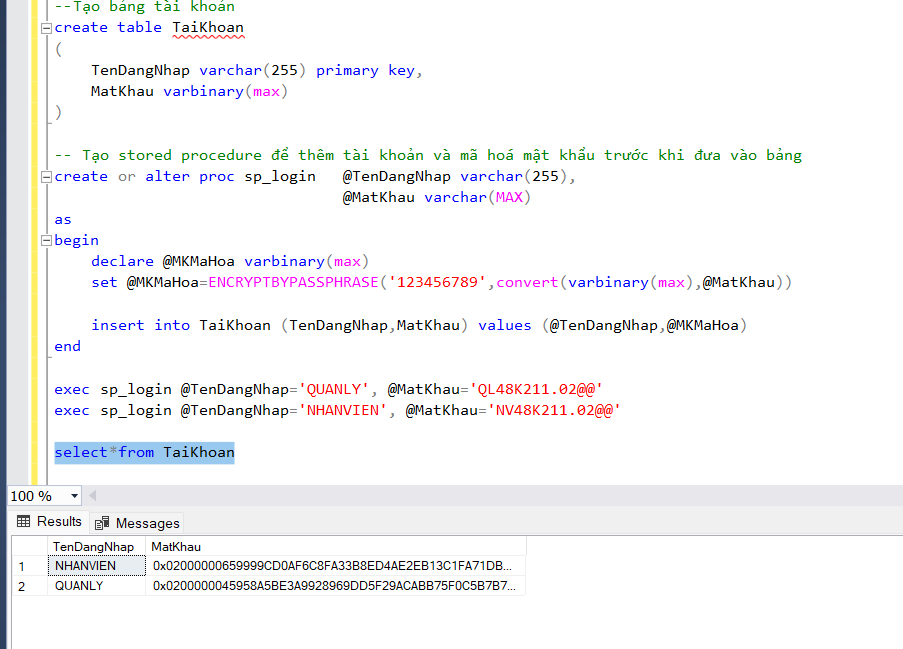 --Tạo bảng tài khoản
create table TaiKhoan
(
TenDangNhap varchar(255) primary key,
MatKhau varbinary(max)
)
-- Tạo stored procedure để thêm tài khoản và mã hoá mật khẩu trước khi đưa vào bảng
create or alter proc sp_login @TenDangNhap varchar(255),
@MatKhau varchar(MAX)
as
begin
declare @MKMaHoa varbinary(max)
set @MKMaHoa=ENCRYPTBYPASSPHRASE('123456789',convert(varbinary(max),@MatKhau))
insert into TaiKhoan (TenDangNhap,MatKhau) values (@TenDangNhap,@MKMaHoa)
end
exec sp_login @TenDangNhap='QUANLY', @MatKhau='QL48K211.02@@'
exec sp_login @TenDangNhap='NHANVIEN', @MatKhau='NV48K211.02@@'
select*from TaiKhoan
100 %
Results Messages
TenDangNhap MatKhau
1 NHANVIEN 0x02000000659999CD0AF6C8FA33B8ED4AE2EB13C1FA71DB...
2 QUANLY 0x0200000045958A5BE3A9928969DD5F29ACABB75F0C5B7B7...